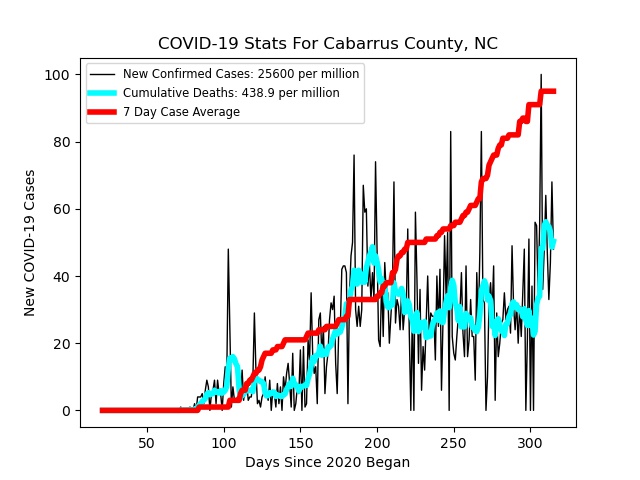 COVID-19 Stats For Cabarrus County, NC
New Confirmed Cases: 25600 per million
Cumulative Deaths: 438.9 per million
7 Day Case Average
New COVID-19 Cases
100
80
60
40
20
0
50 100 150 200 250 300
Days Since 2020 Began